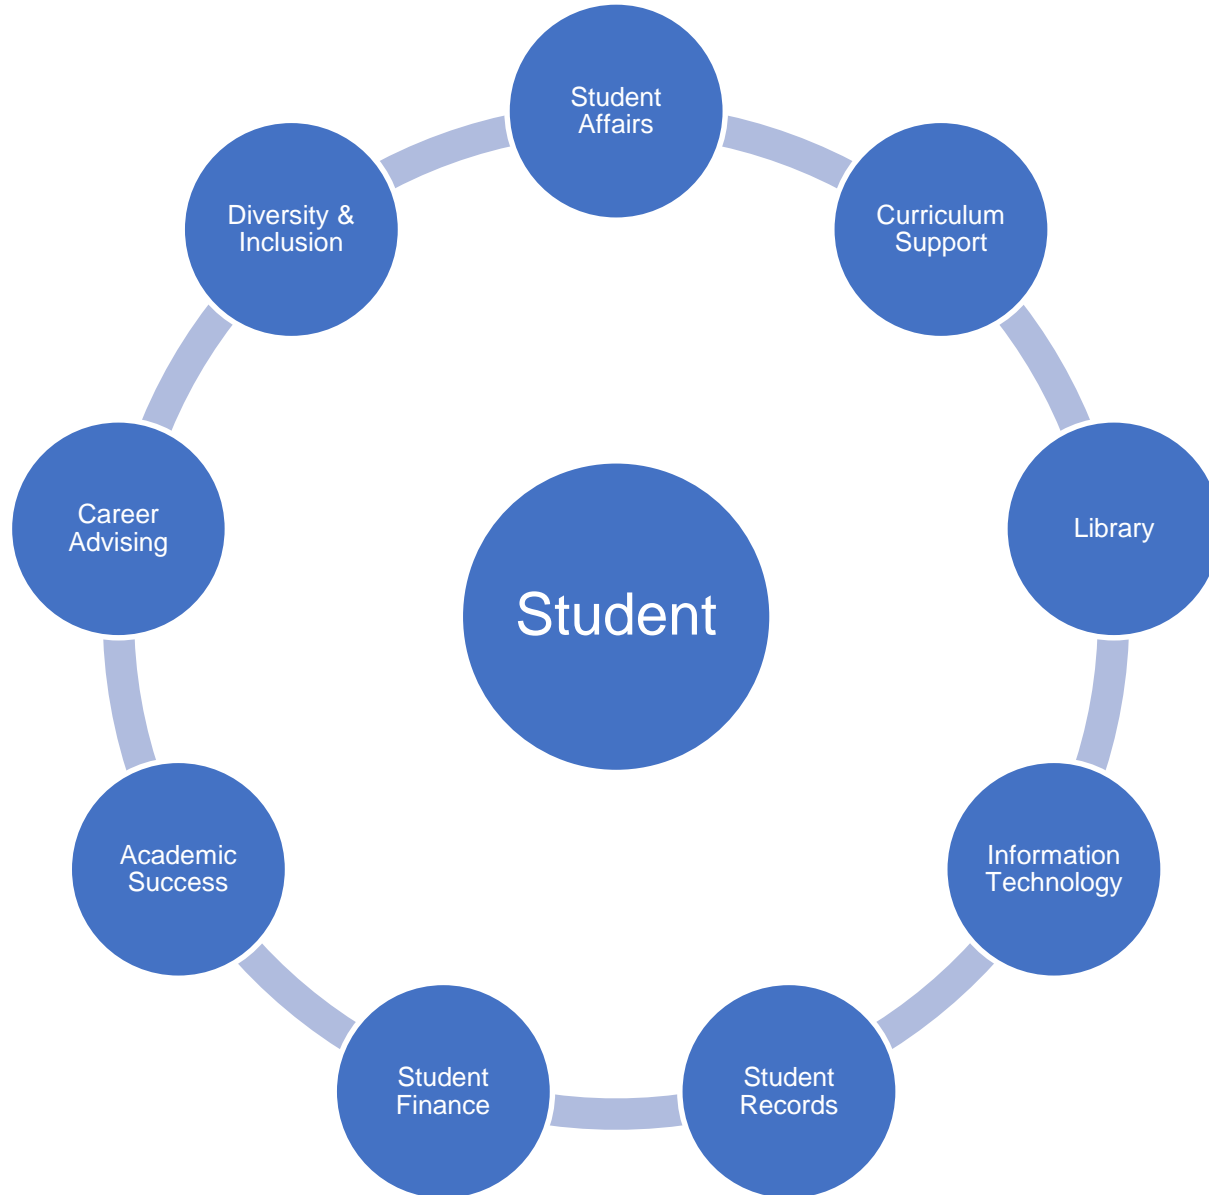 Student
Affairs
Curriculum
Support
Library
Information
Technology
Student
Records
Student
Finance
Academic
Success
Career
Advising
Diversity &
Inclusion
Student